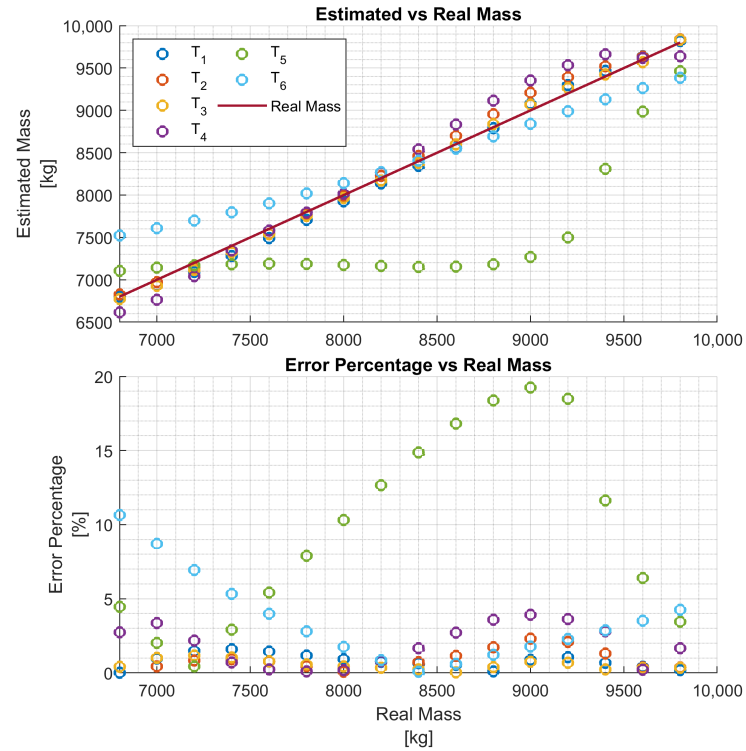 Estimated vs Real Mass
10,000
9500
9000
8500
8000
7500
7000
6500
Estimated Mass
[kg]
T1
T2
T3
T4
T5
T6
Real Mass
7000
7500
8000
8500
9000
9500
10,000
Error Percentage vs Real Mass
20
15
10
5
0
Error Percentage
[%]
7000
7500
8000
8500
9000
9500
10,000
Real Mass
[kg]